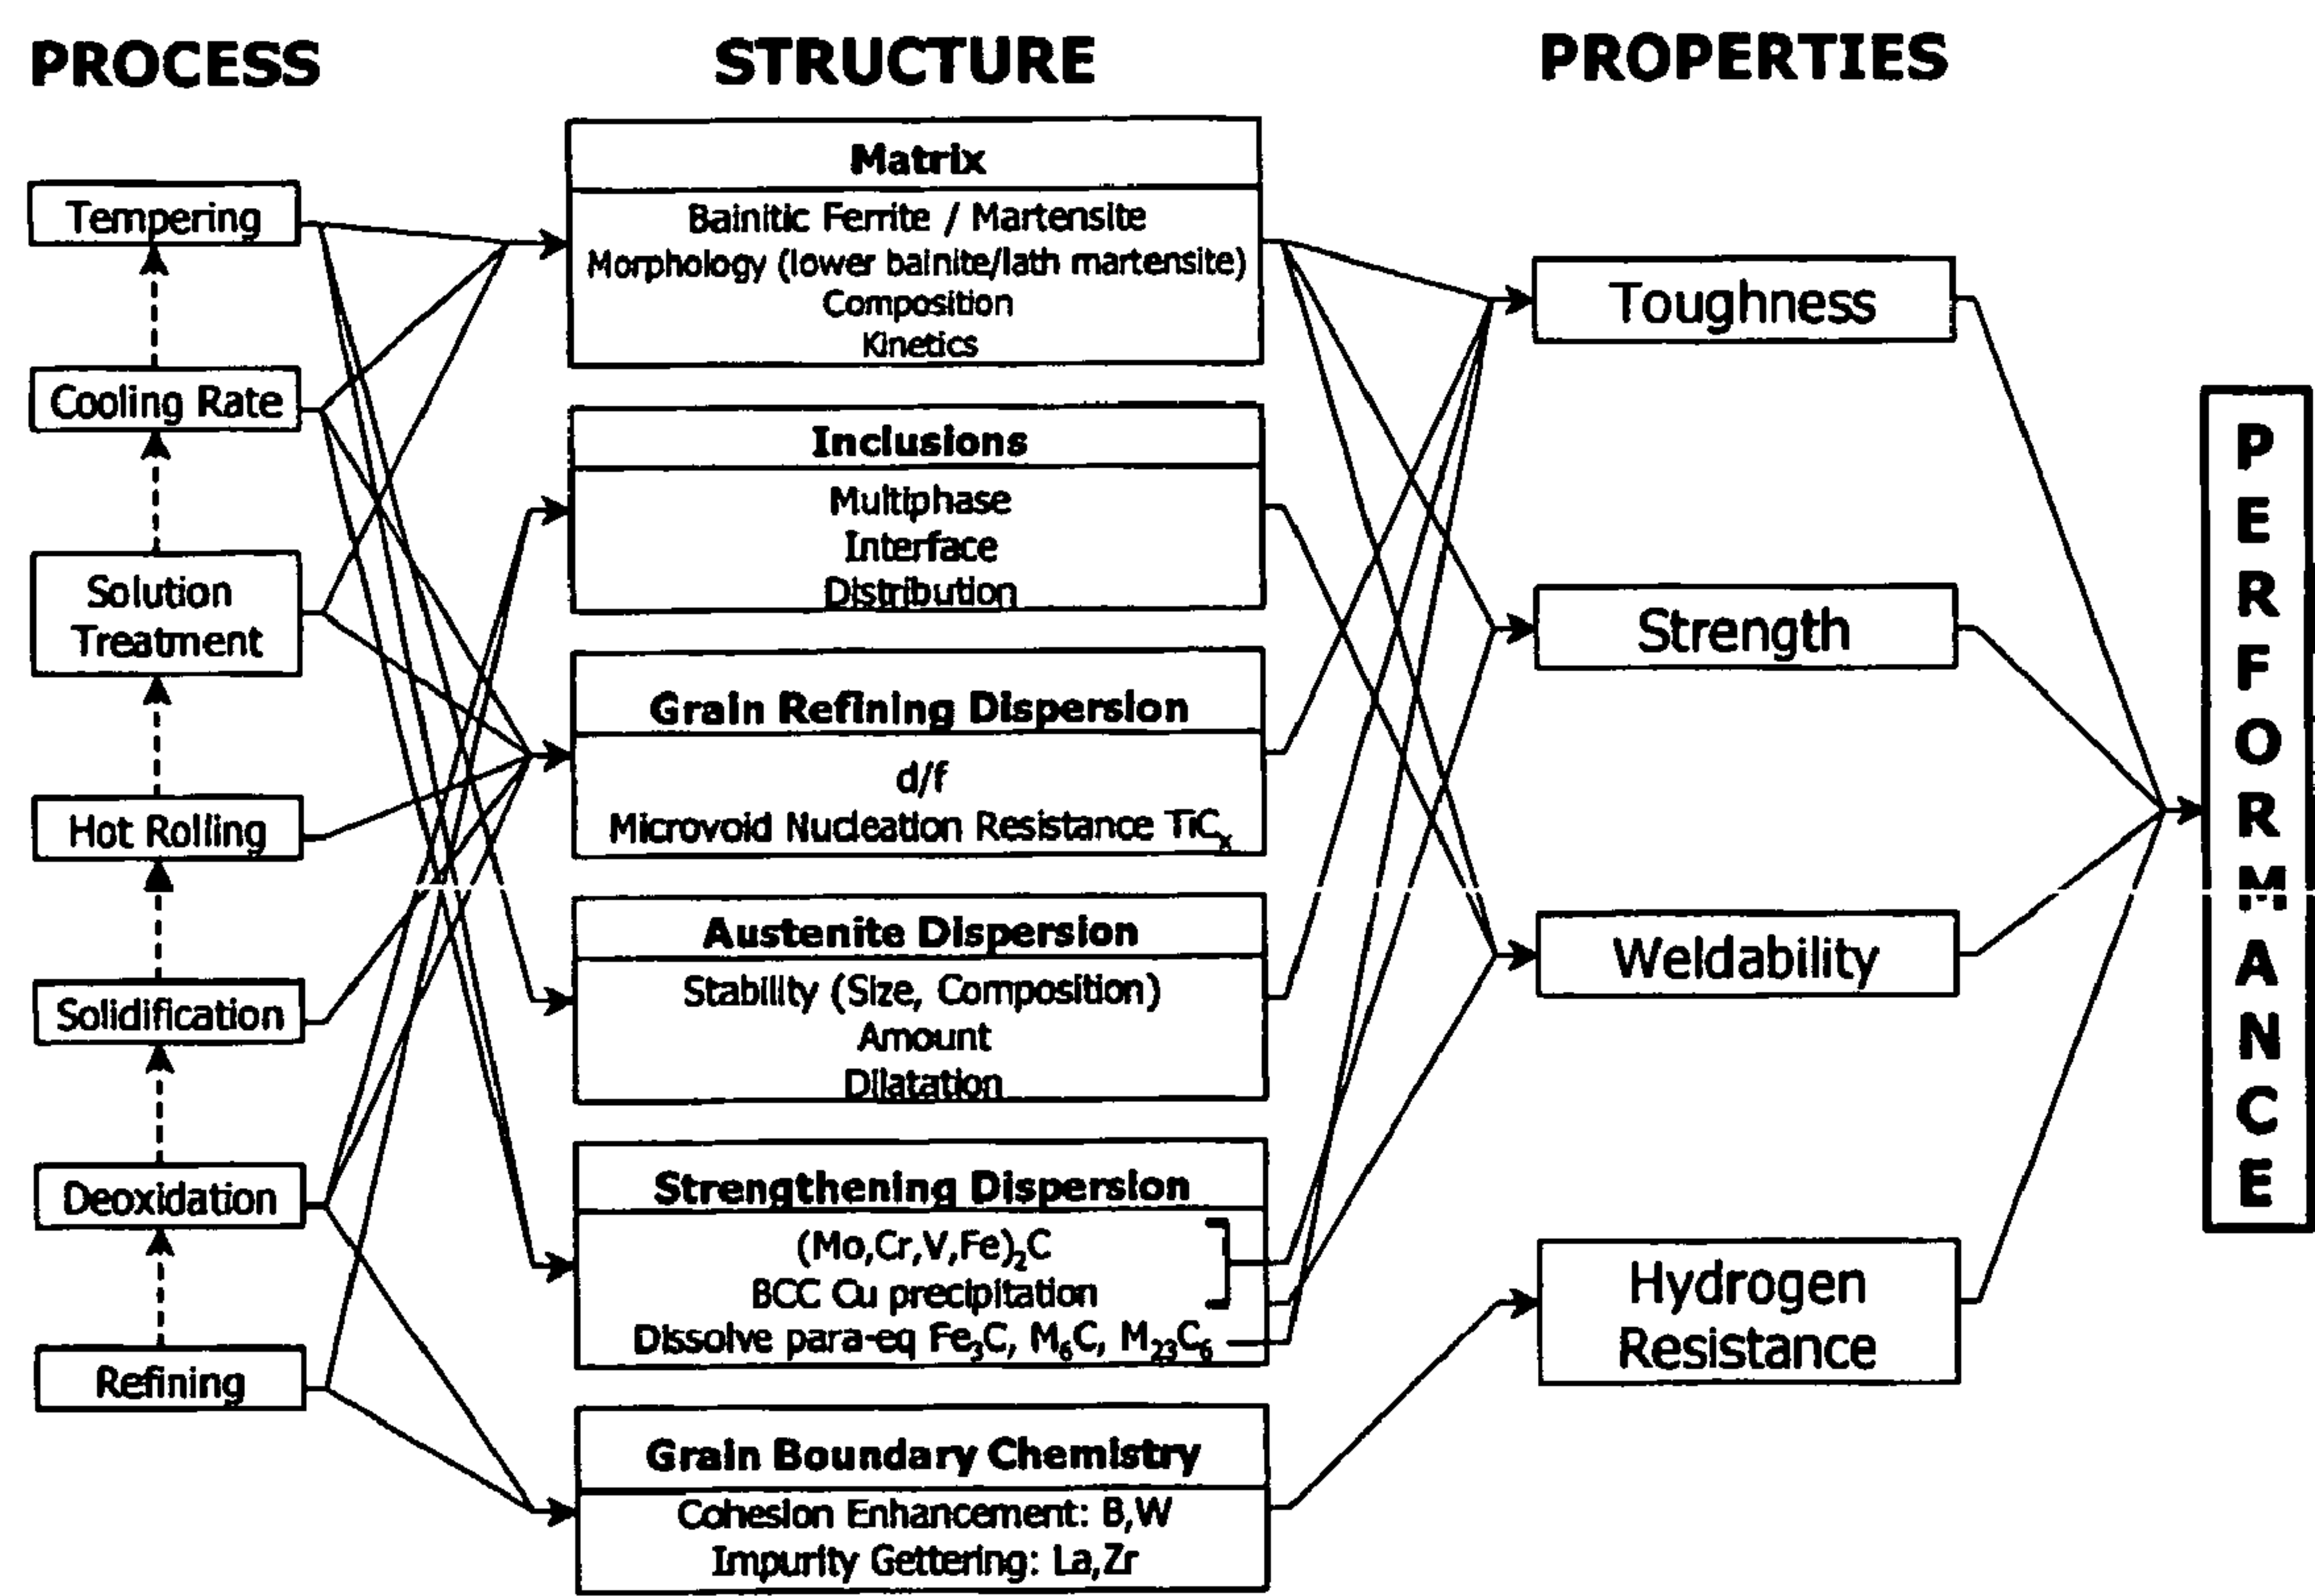 PROCESS
STRUCTURE
PROPERTIES
Tempering
Cooling Rate
Solution
Treatment
Hot Rolling
Solidification
Deoxidation
Refining
Matrix
Bainitic Ferrite / Martensite
Morphology (lower bainite/lath martensite)
Composition
Kinetics
Inclusions
Multiphase
Interface
Distribution
Grain Refining Dispersion
d/f
Microvoid Nucleation Resistance TiCₓ
Austenite Dispersion
Stability (Size, Composition)
Amount
Dilatation
Strengthening Dispersion
(Mo,Cr,V,Fe)₂C
BCC Cu precipitation
Dissolve para-eq Fe₃C, M₆C, M₂₃C₆
Grain Boundary Chemistry
Cohesion Enhancement: B,W
Impurity Gettering: La,Zr
Toughness
Strength
Weldability
Hydrogen
Resistance
PERFORMANCE